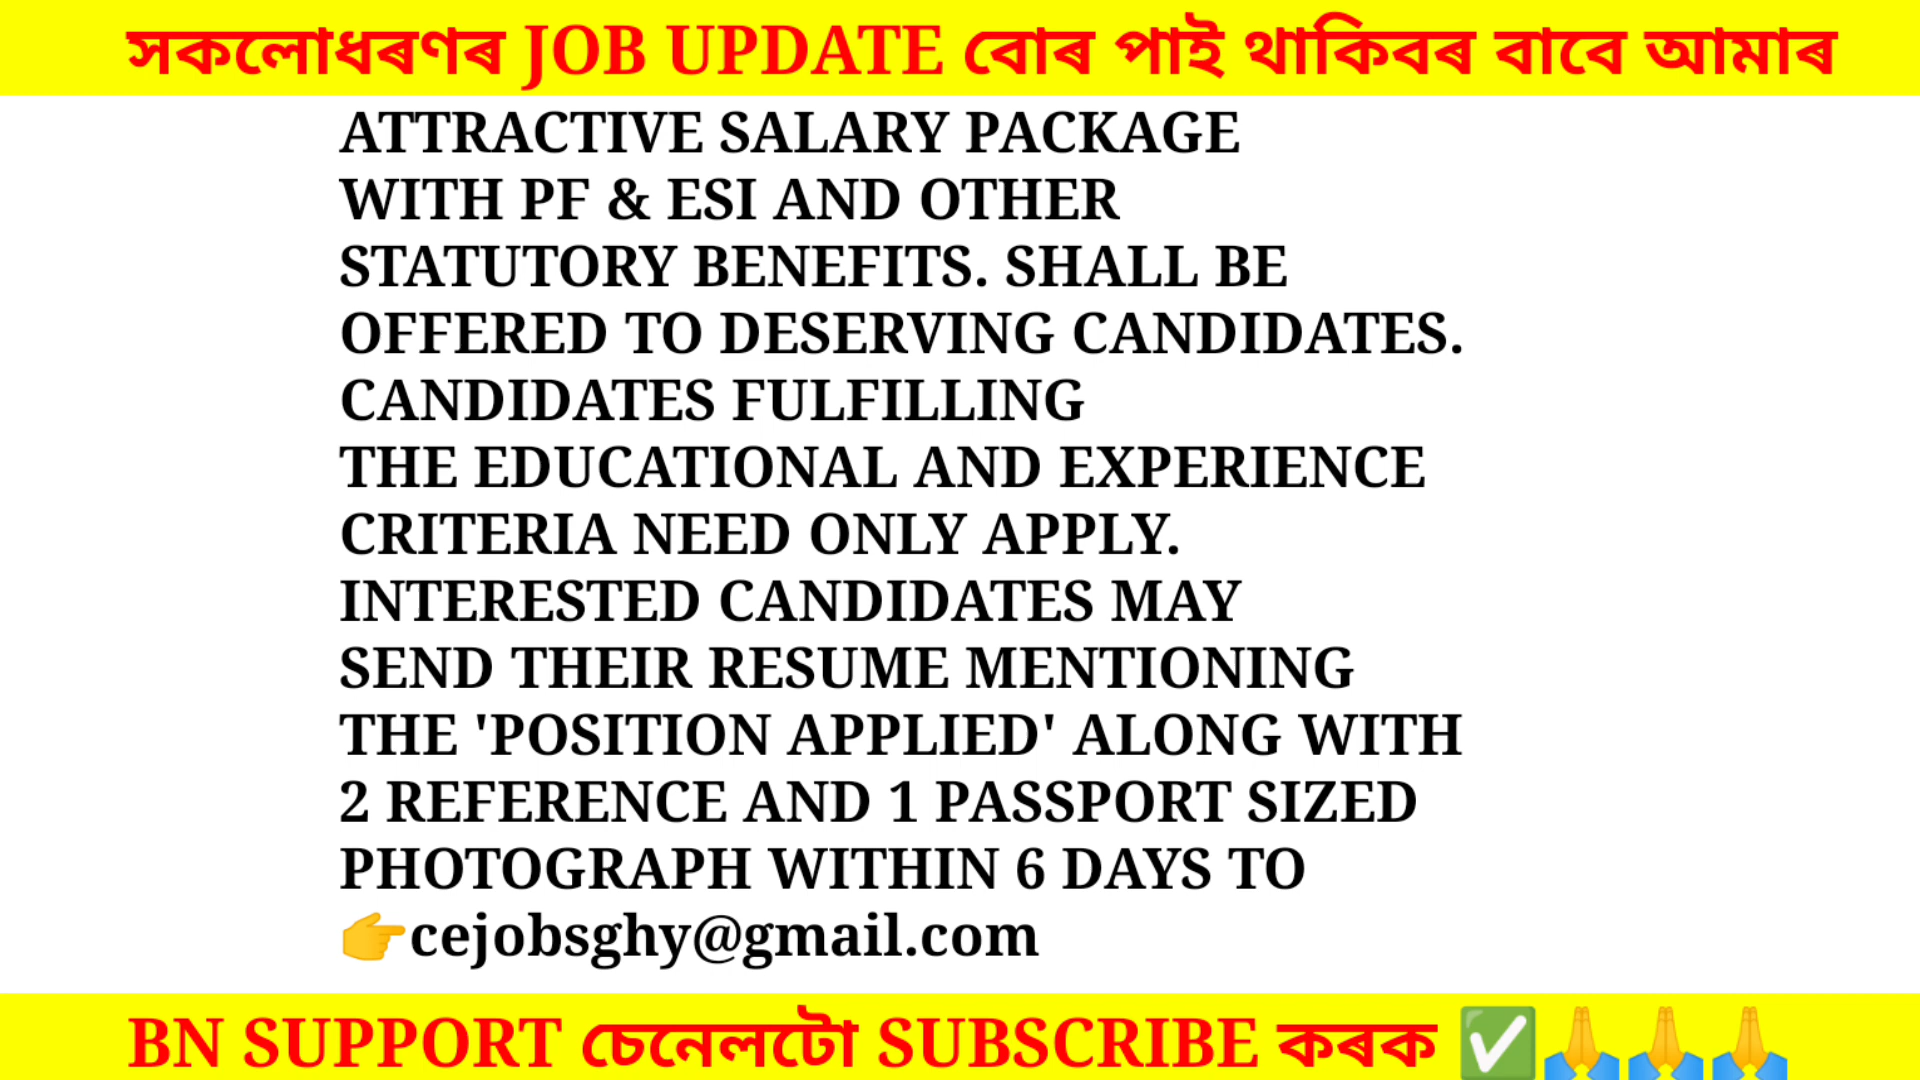 সকলোধৰণৰ JOB UPDATE বোৰ পাই থাকিবৰ বাবে আমাৰ
ATTRACTIVE SALARY PACKAGE
WITH PF & ESI AND OTHER
STATUTORY BENEFITS. SHALL BE
OFFERED TO DESERVING CANDIDATES.
CANDIDATES FULFILLING
THE EDUCATIONAL AND EXPERIENCE
CRITERIA NEED ONLY APPLY.
INTERESTED CANDIDATES MAY
SEND THEIR RESUME MENTIONING
THE 'POSITION APPLIED' ALONG WITH
2 REFERENCE AND 1 PASSPORT SIZED
PHOTOGRAPH WITHIN 6 DAYS TO
👉cejobsghy@gmail.com
BN SUPPORT চেনেলটো SUBSCRIBE কৰক ✅🙏🙏🙏